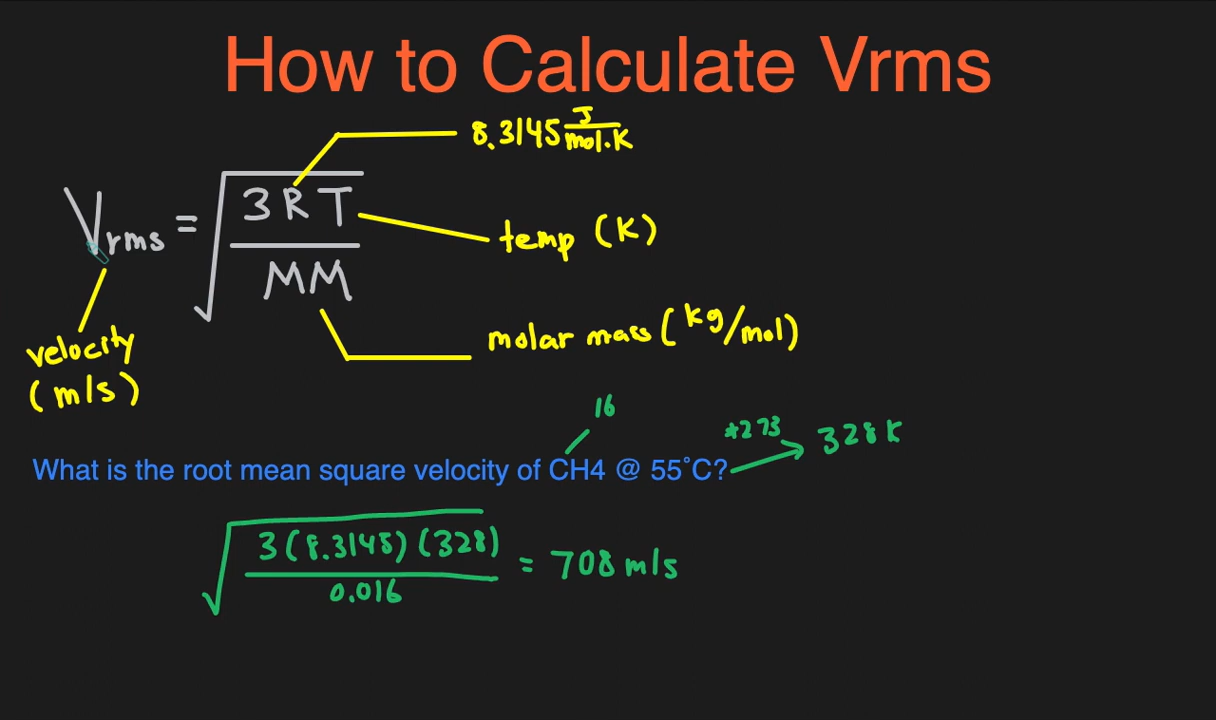 How to Calculate Vrms
8.3145 J/mol·K
Vrms = √(3RT/MM)
temp (K)
molar mass (kg/mol)
velocity
(m/s)
16
+273
328 K
What is the root mean square velocity of CH4 @ 55°C?
√(3(8.3145)(328)/0.016) = 708 m/s